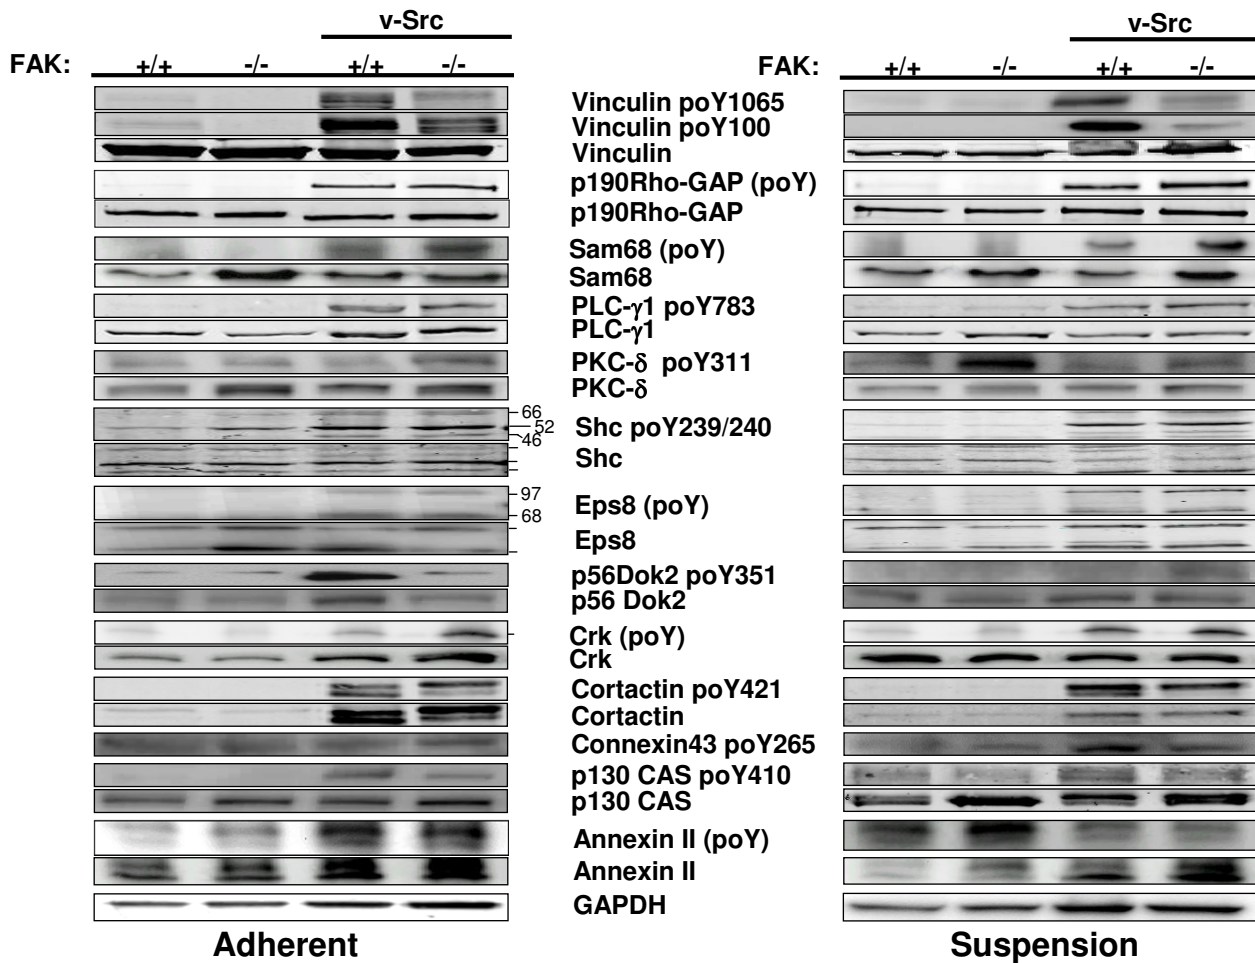 v-Src
v-Src
FAK: +/+ -/- +/+ -/-
FAK: +/+ -/- +/+ -/-
Vinculin poY1065
Vinculin poY100
Vinculin
p190Rho-GAP (poY)
p190Rho-GAP
Sam68 (poY)
Sam68
PLC-γ1 poY783
PLC-γ1
PKC-δ poY311
PKC-δ
66
52
46
Shc poY239/240
Shc
97
68
Eps8 (poY)
Eps8
p56Dok2 poY351
p56 Dok2
Crk (poY)
Crk
Cortactin poY421
Cortactin
Connexin43 poY265
p130 CAS poY410
p130 CAS
Annexin II (poY)
Annexin II
GAPDH
Adherent
Suspension